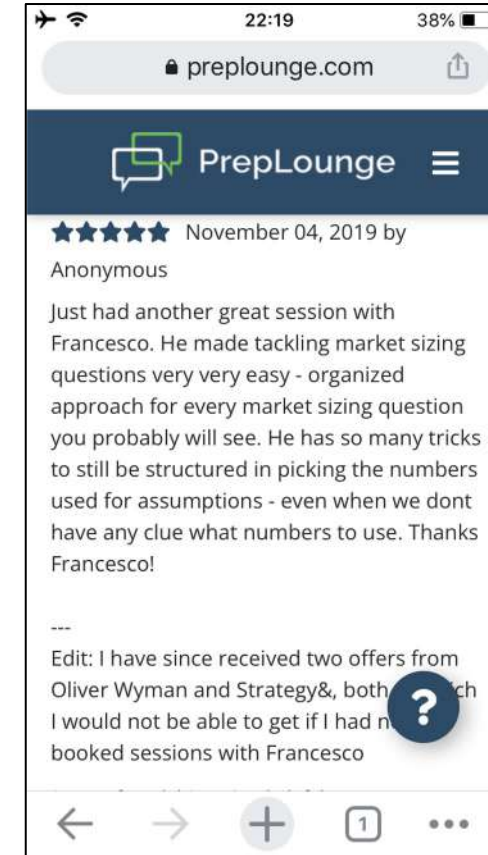 22:19
38%
preplounge.com
PrepLounge
November 04, 2019 by
Anonymous
Just had another great session with
Francesco. He made tackling market sizing
questions very very easy - organized
approach for every market sizing question
you probably will see. He has so many tricks
to still be structured in picking the numbers
used for assumptions - even when we dont
have any clue what numbers to use. Thanks
Francesco!
---
Edit: I have since received two offers from
Oliver Wyman and Strategy&, both
I would not be able to get if I had
booked sessions with Francesco
?
1